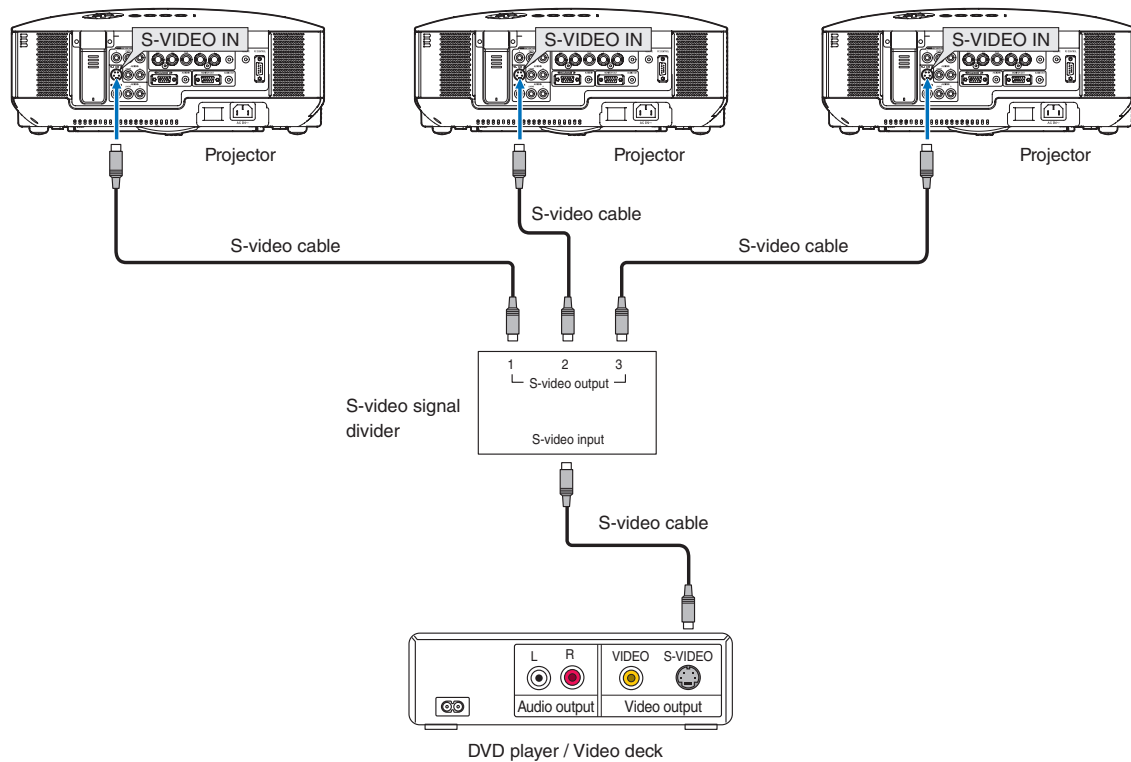 S-VIDEO IN
S-VIDEO IN
S-VIDEO IN
Projector
Projector
Projector
S-video cable
S-video cable
S-video cable
1 2 3
S-video output
S-video signal
divider
S-video input
S-video cable
L R VIDEO S-VIDEO
Audio output Video output
DVD player / Video deck